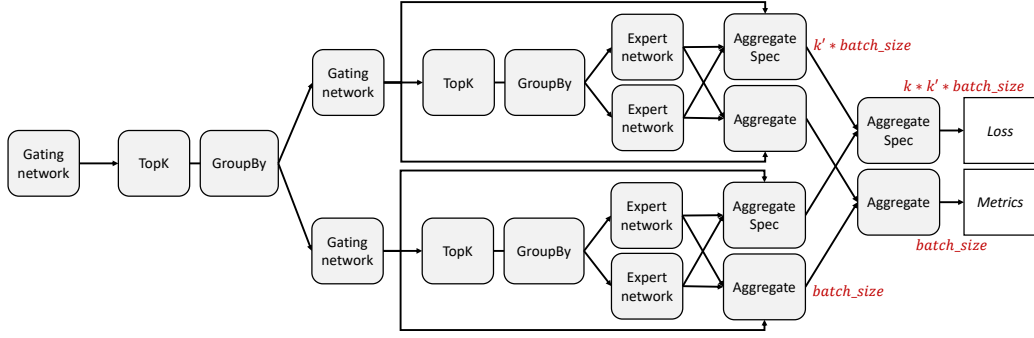 Gating
network
TopK
GroupBy
Gating
network
TopK
GroupBy
Expert
network
Expert
network
Aggregate
Spec
Aggregate
k′ ∗ batch_size
Gating
network
TopK
GroupBy
Expert
network
Expert
network
Aggregate
Spec
Aggregate
batch_size
k ∗ k′ ∗ batch_size
Aggregate
Spec
Loss
Aggregate
Metrics
batch_size